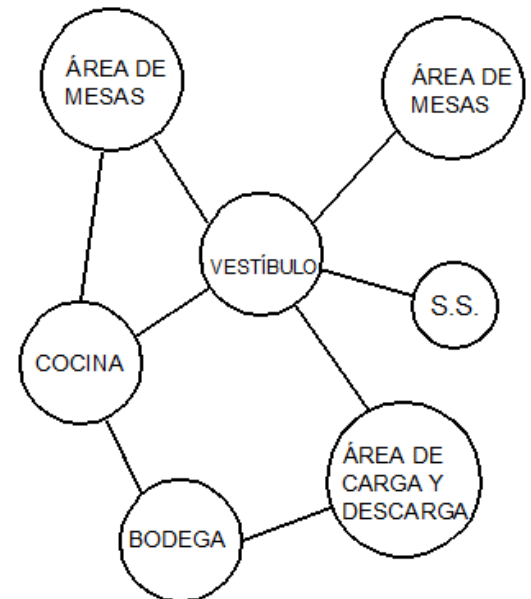 ÁREA DE
MESAS
ÁREA DE
MESAS
VESTÍBULO
S.S.
COCINA
ÁREA DE
CARGA Y
DESCARGA
BODEGA